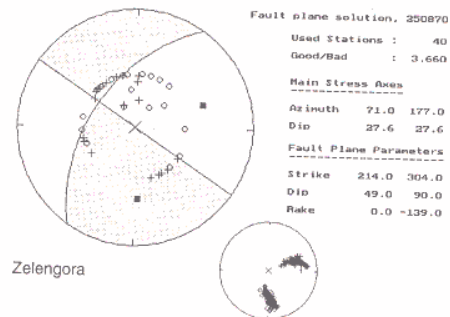 Fault plane solution, 250870
Used Stations : 40
Good/Bad : 3.660
Main Stress Axes
Azimuth 71.0 177.0
Dip 27.6 27.6
Fault Plane Parameters
Strike 214.0 304.0
Dip 49.0 90.0
Rake 0.0 -139.0
Zelengora